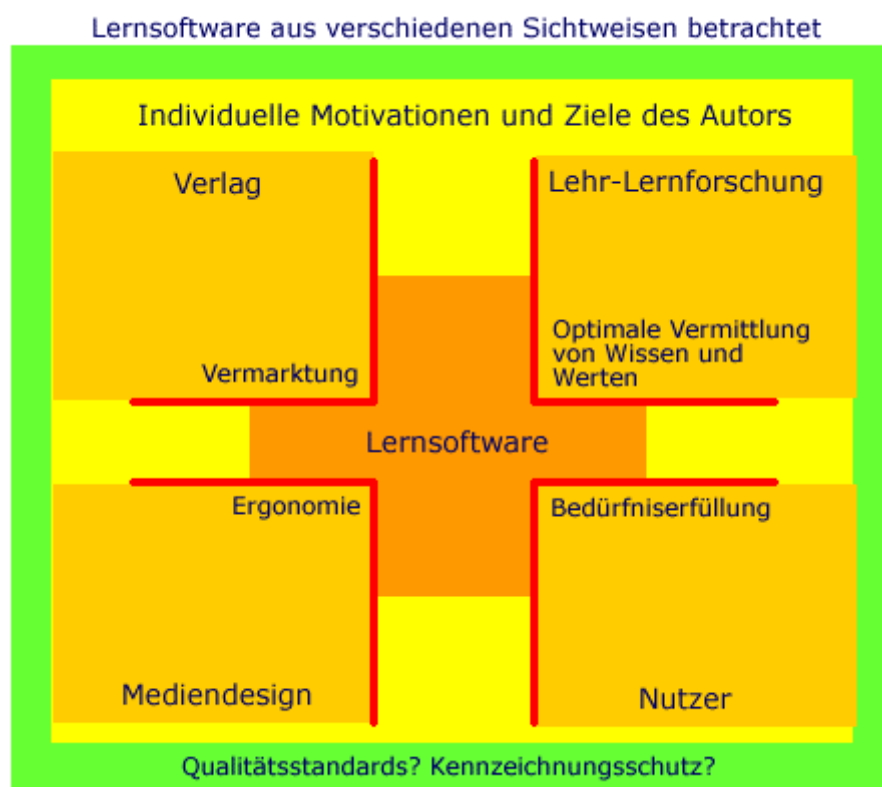 Lernsoftware aus verschiedenen Sichtweisen betrachtet
Individuelle Motivationen und Ziele des Autors
Verlag
Vermarktung
Lehr-Lernforschung
Optimale Vermittlung
von Wissen und
Werten
Lernsoftware
Ergonomie
Mediendesign
Bedürfniserfüllung
Nutzer
Qualitätsstandards? Kennzeichnungsschutz?